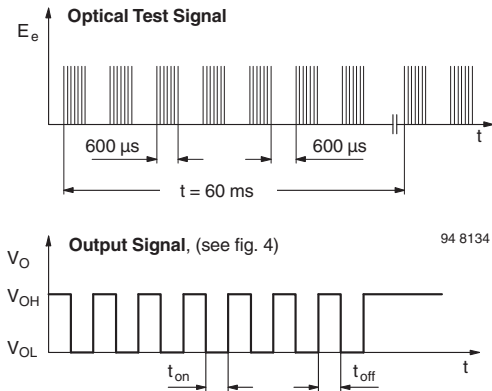 Optical Test Signal
E_e
600 µs
600 µs
t
t = 60 ms
Output Signal, (see fig. 4)
94 8134
V_O
V_OH
V_OL
t_on
t_off
t